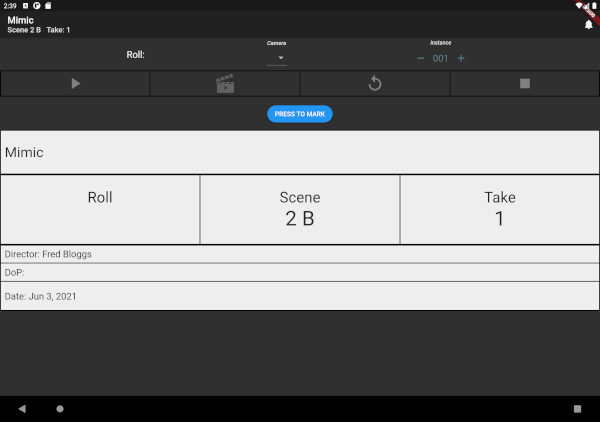 2:39
Mimic
Scene 2 B Take: 1
Roll:
Camera
Instance
001
PRESS TO MARK
Mimic
Roll
Scene
2 B
Take
1
Director: Fred Bloggs
DoP:
Date: Jun 3, 2021